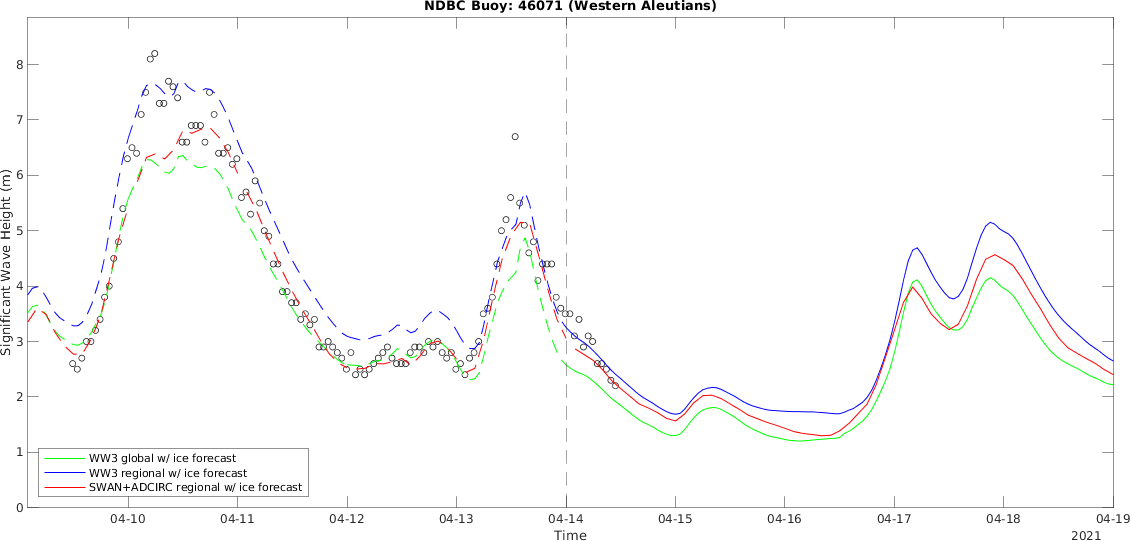 NDBC Buoy: 46071 (Western Aleutians)
Significant Wave Height (m)
8
7
6
5
4
3
2
1
0
WW3 global w/ ice forecast
WW3 regional w/ ice forecast
SWAN+ADCIRC regional w/ ice forecast
04-10 04-11 04-12 04-13 04-14 04-15 04-16 04-17 04-18 04-19
Time
2021